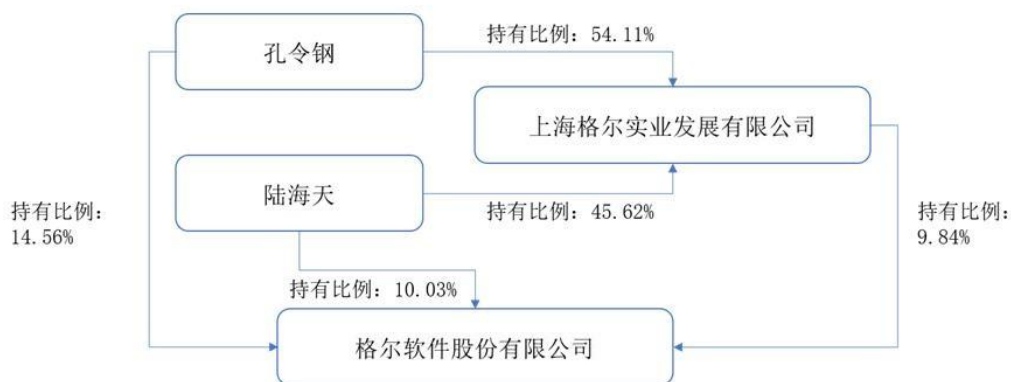 孔令钢
持有比例：54.11%
上海格尔实业发展有限公司
陆海天
持有比例：45.62%
持有比例：
14.56%
持有比例：
9.84%
持有比例：10.03%
格尔软件股份有限公司